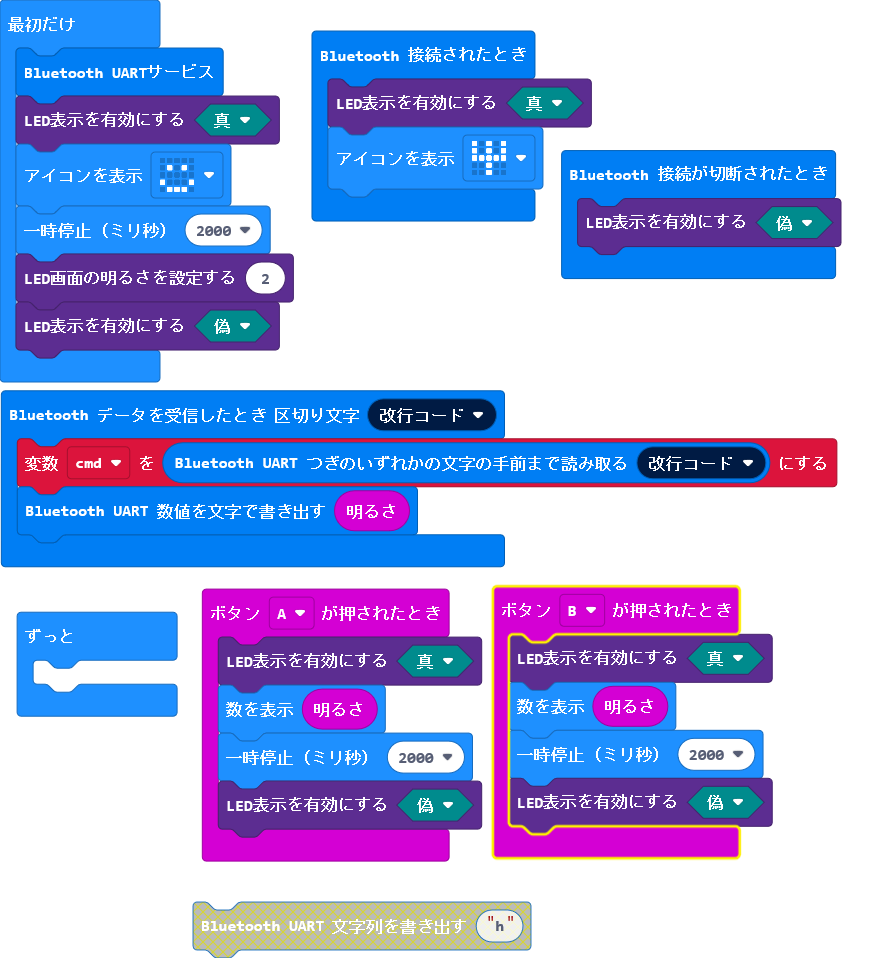 最初だけ
Bluetooth UARTサービス
LED表示を有効にする 真
アイコンを表示
一時停止（ミリ秒） 2000
LED画面の明るさを設定する 2
LED表示を有効にする 偽
Bluetooth 接続されたとき
LED表示を有効にする 真
アイコンを表示
Bluetooth 接続が切断されたとき
LED表示を有効にする 偽
Bluetooth データを受信したとき 区切り文字 改行コード
変数 cmd を Bluetooth UART つぎのいずれかの文字の手前まで読み取る 改行コード にする
Bluetooth UART 数値を文字で書き出す 明るさ
ずっと
ボタン A が押されたとき
LED表示を有効にする 真
数を表示 明るさ
一時停止（ミリ秒） 2000
LED表示を有効にする 偽
ボタン B が押されたとき
LED表示を有効にする 真
数を表示 明るさ
一時停止（ミリ秒） 2000
LED表示を有効にする 偽
Bluetooth UART 文字列を書き出す "h"